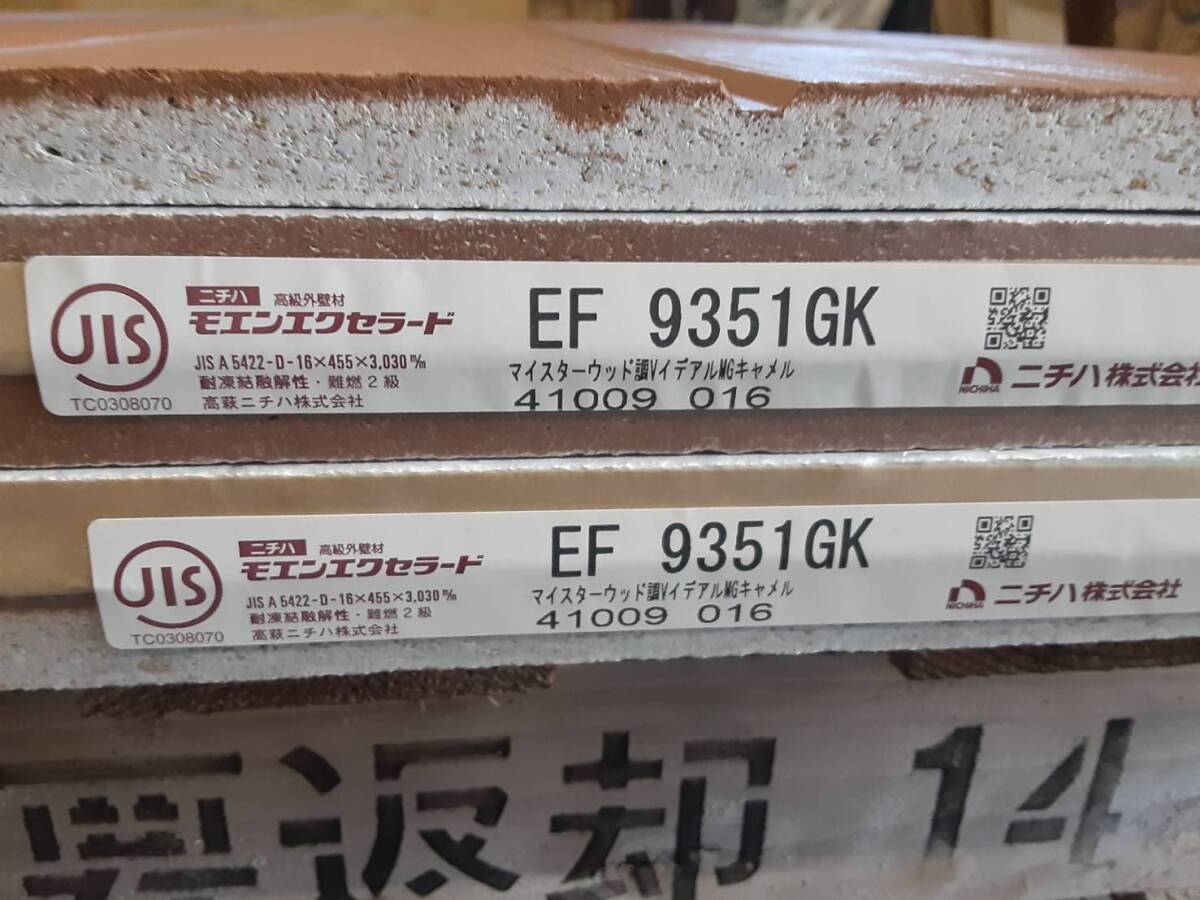 JIS
TC0308070
ニチハ 高級外壁材
モエンエクセラード
JIS A 5422-D-16×455×3,030㎜
耐凍結融解性・難燃2級
高萩ニチハ株式会社
EF 9351GK
マイスターウッド調VイデアルMGキャメル
41009 016
NICHIHA ニチハ株式会社
JIS
TC0308070
ニチハ 高級外壁材
モエンエクセラード
JIS A 5422-D-16×455×3,030㎜
耐凍結融解性・難燃2級
高萩ニチハ株式会社
EF 9351GK
マイスターウッド調VイデアルMGキャメル
41009 016
NICHIHA ニチハ株式会社
要返却 14